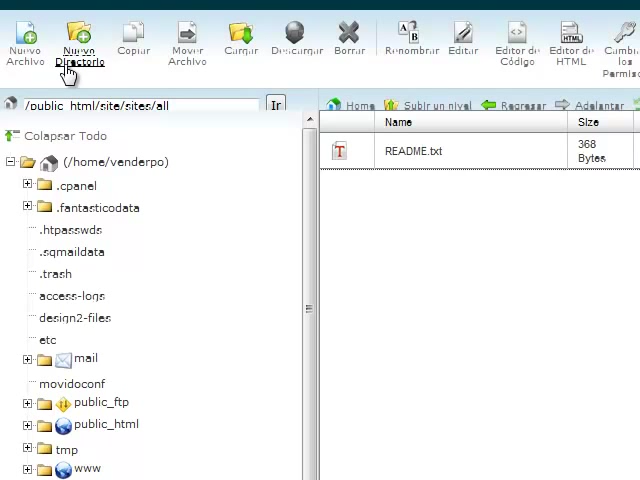 Nuevo Archivo
Nuevo Directorio
Copiar
Mover Archivo
Cargar
Descargar
Borrar
Renombrar
Editar
Editor de Código
Editor de HTML
Cambiar los Permiso
/public_html/site/sites/all
Ir
Home
Subir un nivel
Regresar
Adelantar
Colapsar Todo
Name
Size
(/home/venderpo)
README.txt
368 Bytes
.cpanel
.fantasticodata
.htpasswds
.sqmaildata
.trash
access-logs
design2-files
etc
mail
movidoconf
public_ftp
public_html
tmp
www